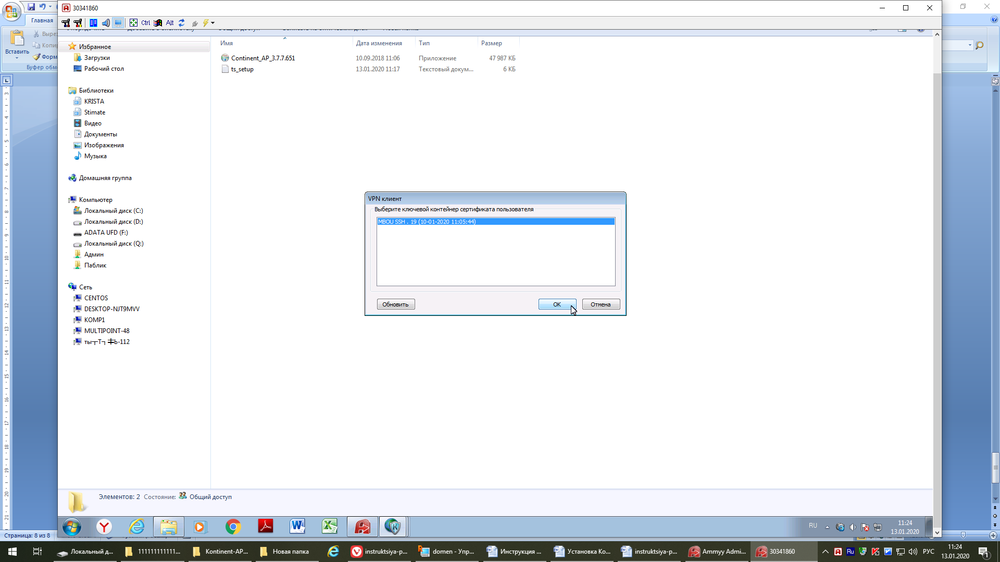 30341860
Главная
Ctrl
Alt
Вставить
Буфер обм
Имя
Дата изменения
Тип
Размер
Continent_AP_3.7.7.651
10.09.2018 11:06
Приложение
47 987 КБ
ts_setup
13.01.2020 11:17
Текстовый докум...
6 КБ
Избранное
Загрузки
Рабочий стол
Библиотеки
KRISTA
Stimate
Видео
Документы
Изображения
Музыка
Домашняя группа
Компьютер
Локальный диск (C:)
Локальный диск (D:)
ADATA UFD (F:)
Локальный диск (Q:)
Админ
Паблик
Сеть
CENTOS
DESKTOP-NJT9MVV
KOMP1
MULTIPOINT-48
VPN клиент
Выберите ключевой контейнер сертификата пользователя
MBOU SSH . 19 (10-01-2020 11:05:44)
Обновить
OK
Отмена
Элементов: 2 Состояние: Общий доступ
RU
11:24
13.01.2020
Страница: 8 из 8
Локальный д...
111111111111...
Kontinent-AP...
Новая папка
instruktsiya-p...
domen - Упр...
Инструкция ...
Установка Ко...
instruktsiya-p...
Ammyy Admi...
30341860
Ru
РУС
11:24
13.01.2020
1